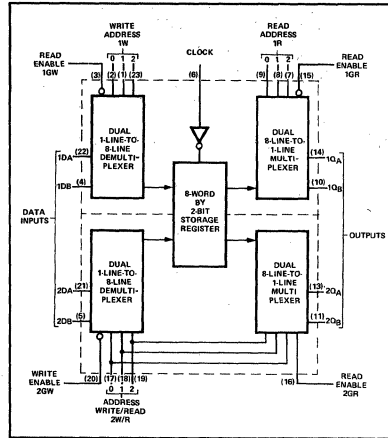 WRITE
ADDRESS
1W
0 1 2
READ
ENABLE
1GW
(3) (2) (1) (23)
CLOCK
(6)
READ
ADDRESS
1R
0 1 2
READ
ENABLE
1GR
(9) (8) (7) (15)
DUAL
1-LINE-TO-
8-LINE
DEMULTI-
PLEXER
1DA (22)
1DB (4)
DUAL
8-LINE-TO-
1-LINE
MULTI-
PLEXER
(14) 1QA
(10) 1QB
8-WORD
BY
2-BIT
STORAGE
REGISTER
DATA
INPUTS
OUTPUTS
DUAL
1-LINE-TO-
8-LINE
DEMULTI-
PLEXER
2DA (21)
2DB (5)
DUAL
8-LINE-TO-
1-LINE
MULTI
PLEXER
(13) 2QA
(11) 2QB
WRITE
ENABLE
2GW
(20) (17) (18) (19)
0 1 2
ADDRESS
WRITE/READ
2W/R
(16)
READ
ENABLE
2GR